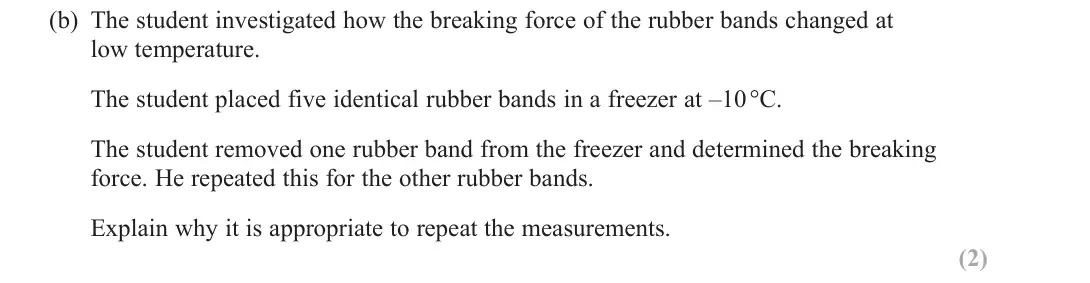 (b) The student investigated how the breaking force of the rubber bands changed at
low temperature.
The student placed five identical rubber bands in a freezer at –10 °C.
The student removed one rubber band from the freezer and determined the breaking
force. He repeated this for the other rubber bands.
Explain why it is appropriate to repeat the measurements.
(2)